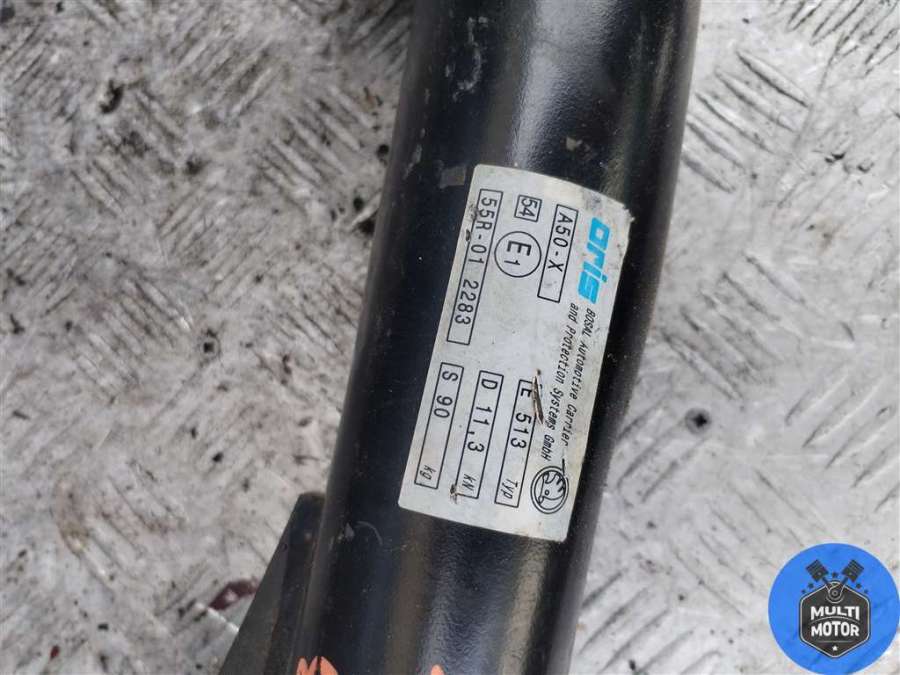 oris
BOSAL Automotive Carrier
and Protection Systems GmbH
A50-X
E 513 Typ
54 E1
D 11,3 kN
55R-01 2283
S 90 kg
MULTI
MOTOR